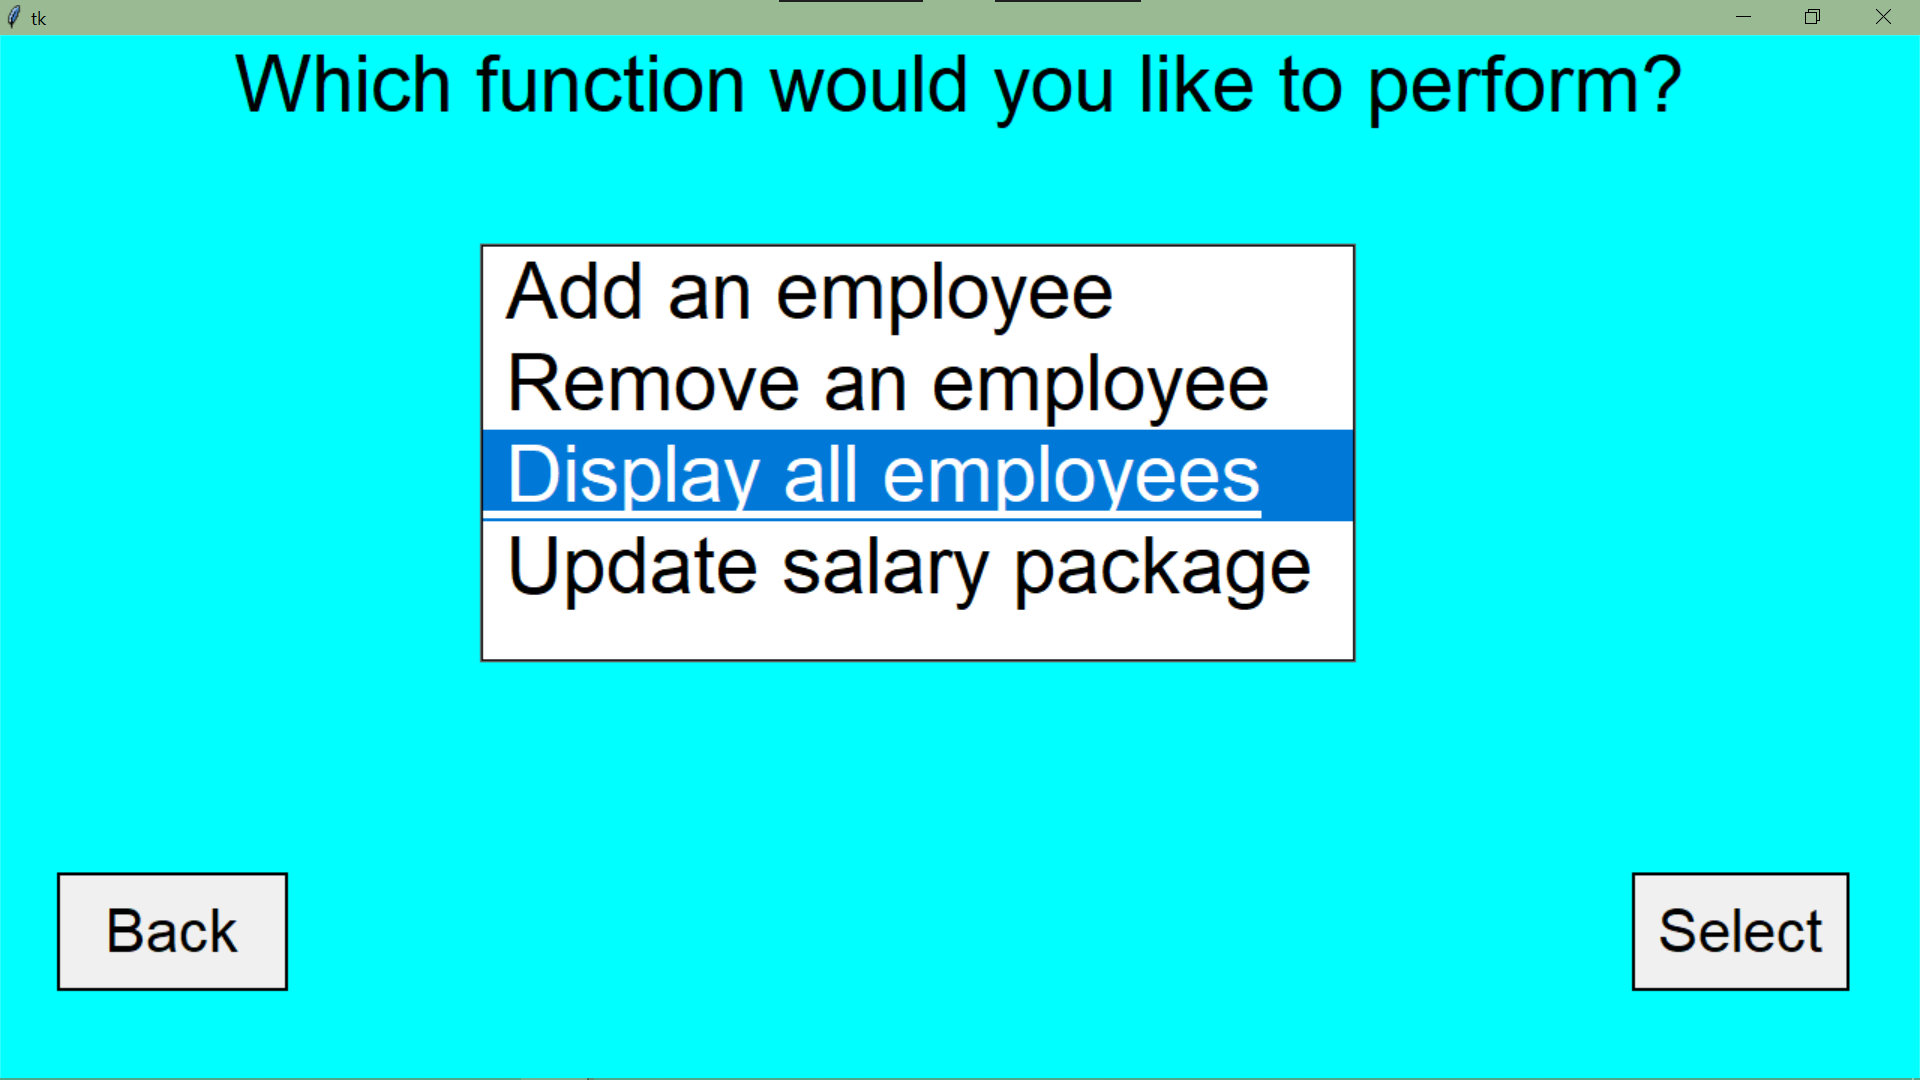 tk
Which function would you like to perform?
Add an employee
Remove an employee
Display all employees
Update salary package
Back
Select